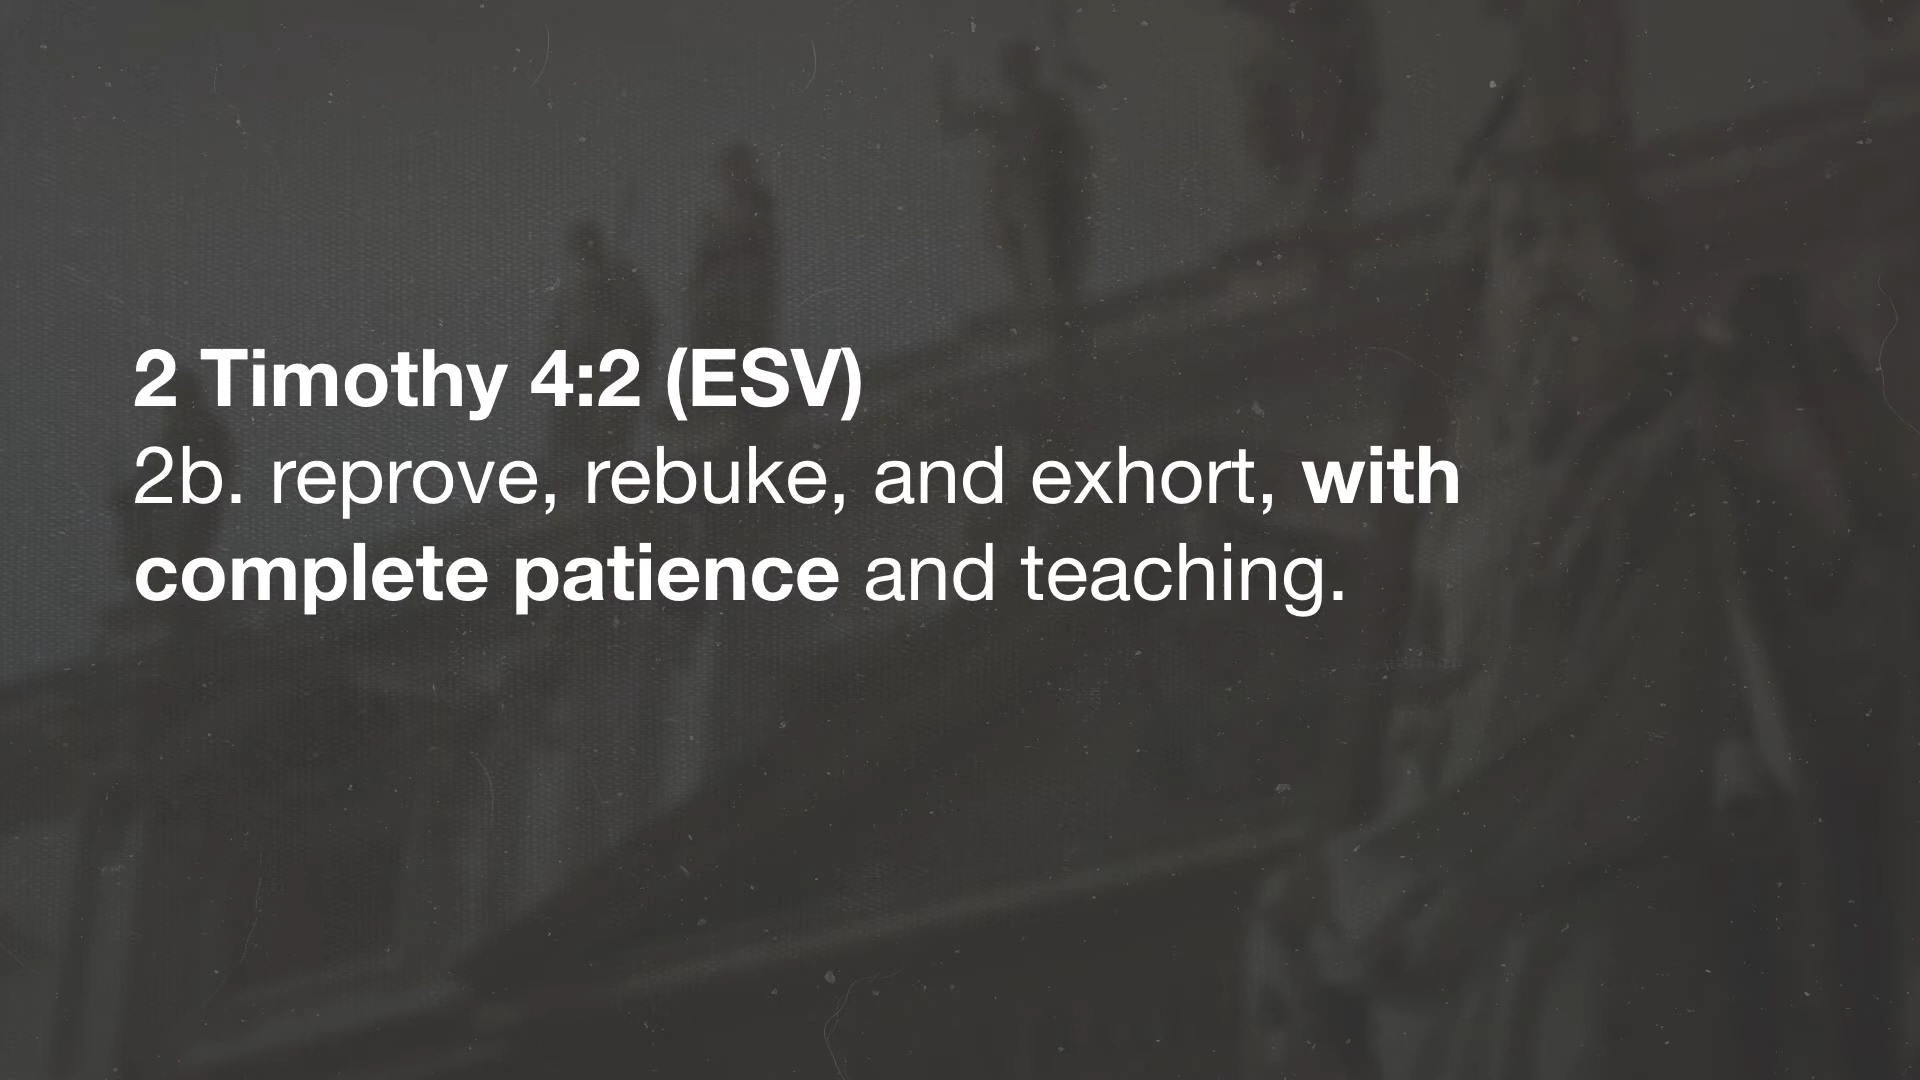 2 Timothy 4:2 (ESV)
2b. reprove, rebuke, and exhort, with
complete patience and teaching.